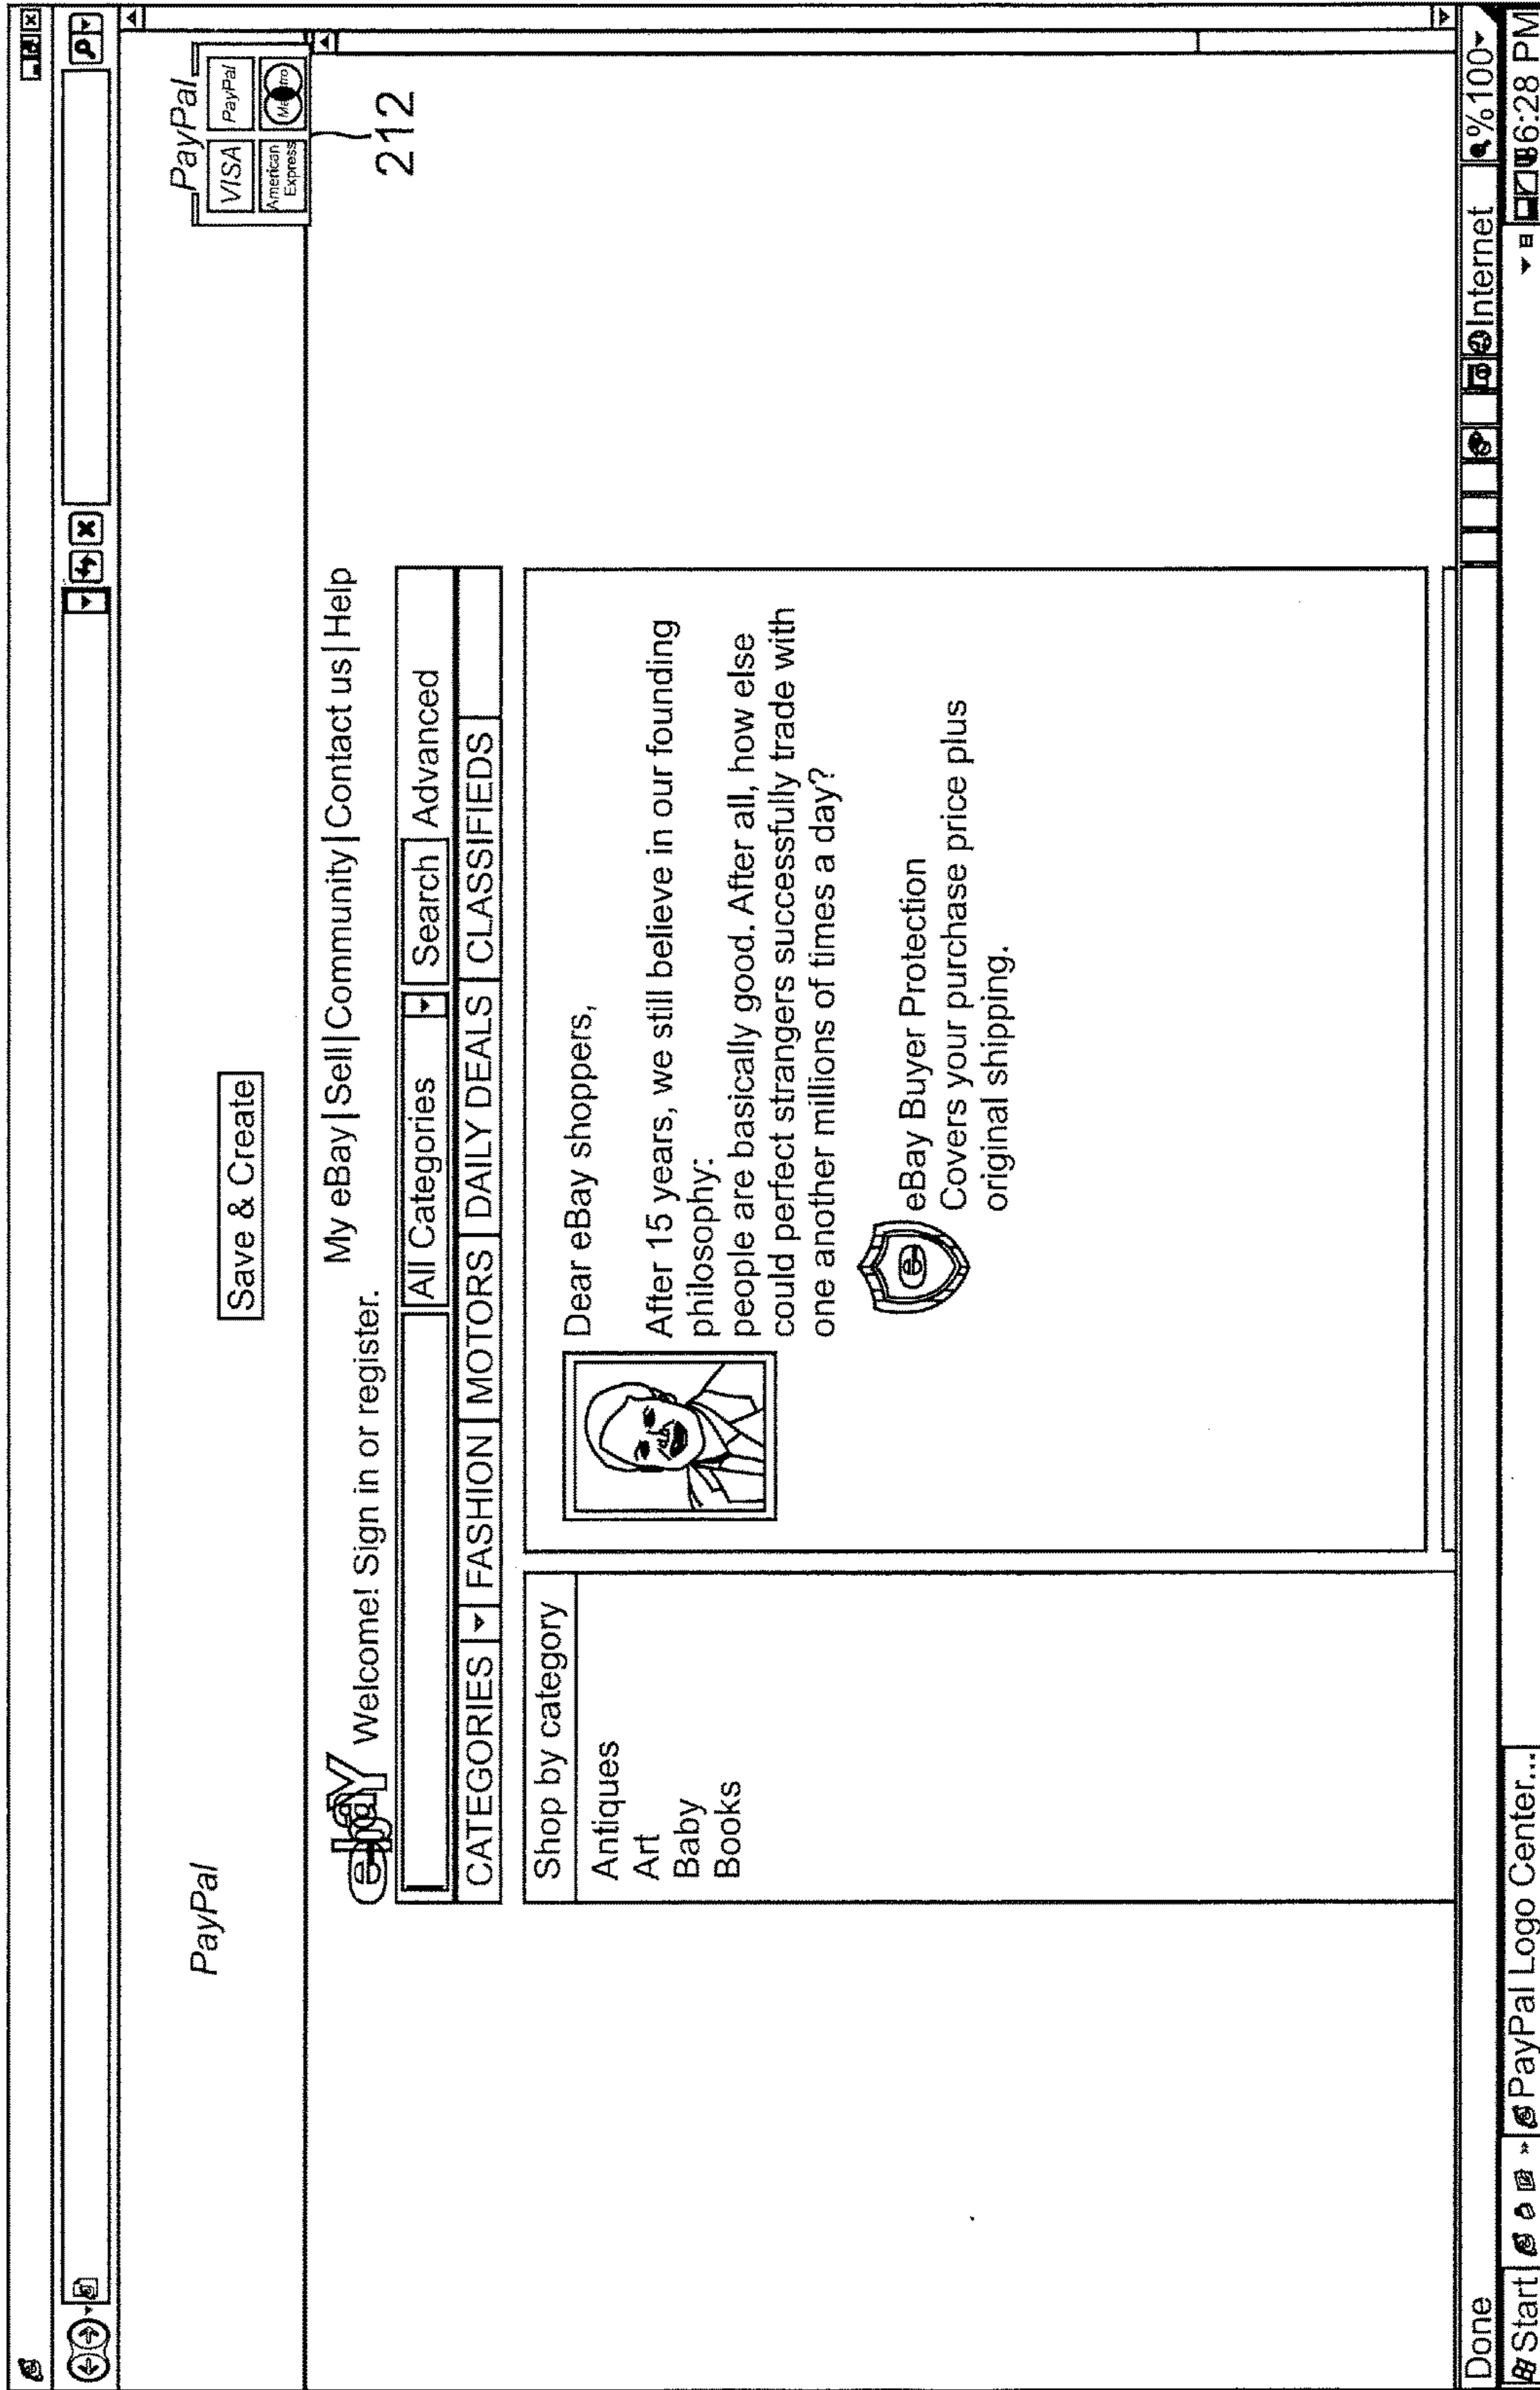 PayPal
Save & Create
PayPal
VISA
PayPal
American Express
Maestro
212
ebaY Welcome! Sign in or register.
My eBay|Sell|Community|Contact us|Help
All Categories
Search
Advanced
CATEGORIES
FASHION
MOTORS
DAILY DEALS
CLASSIFIEDS
Shop by category
Antiques
Art
Baby
Books
Dear eBay shoppers,
After 15 years, we still believe in our founding
philosophy:
people are basically good. After all, how else
could perfect strangers successfully trade with
one another millions of times a day?
eb
eBay Buyer Protection
Covers your purchase price plus
original shipping.
Done
Internet
%100
Start
PayPal Logo Center...
6:28 PM